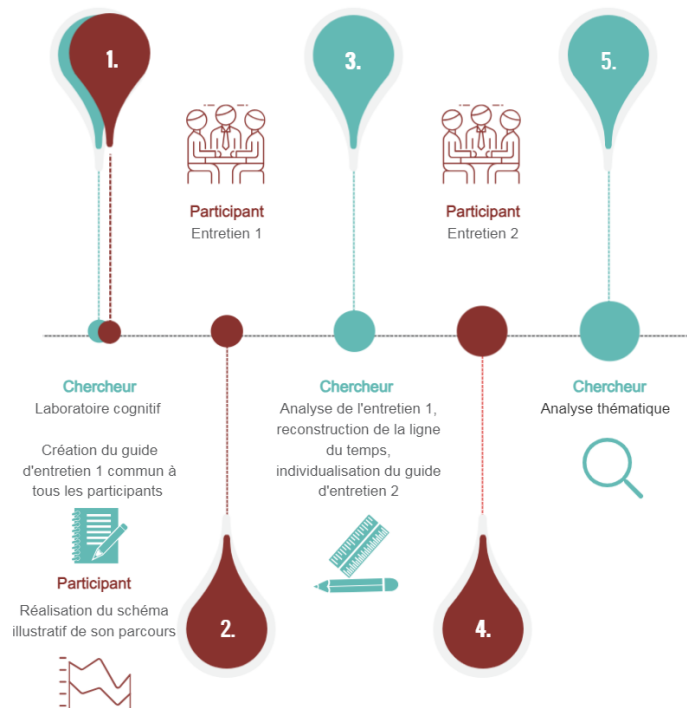 1.
3.
5.
Participant
Entretien 1
Participant
Entretien 2
Chercheur
Laboratoire cognitif
Création du guide
d'entretien 1 commun à
tous les participants
Participant
Réalisation du schéma
illustratif de son parcours
Chercheur
Analyse de l'entretien 1,
reconstruction de la ligne
du temps,
individualisation du guide
d'entretien 2
Chercheur
Analyse thématique
2.
4.